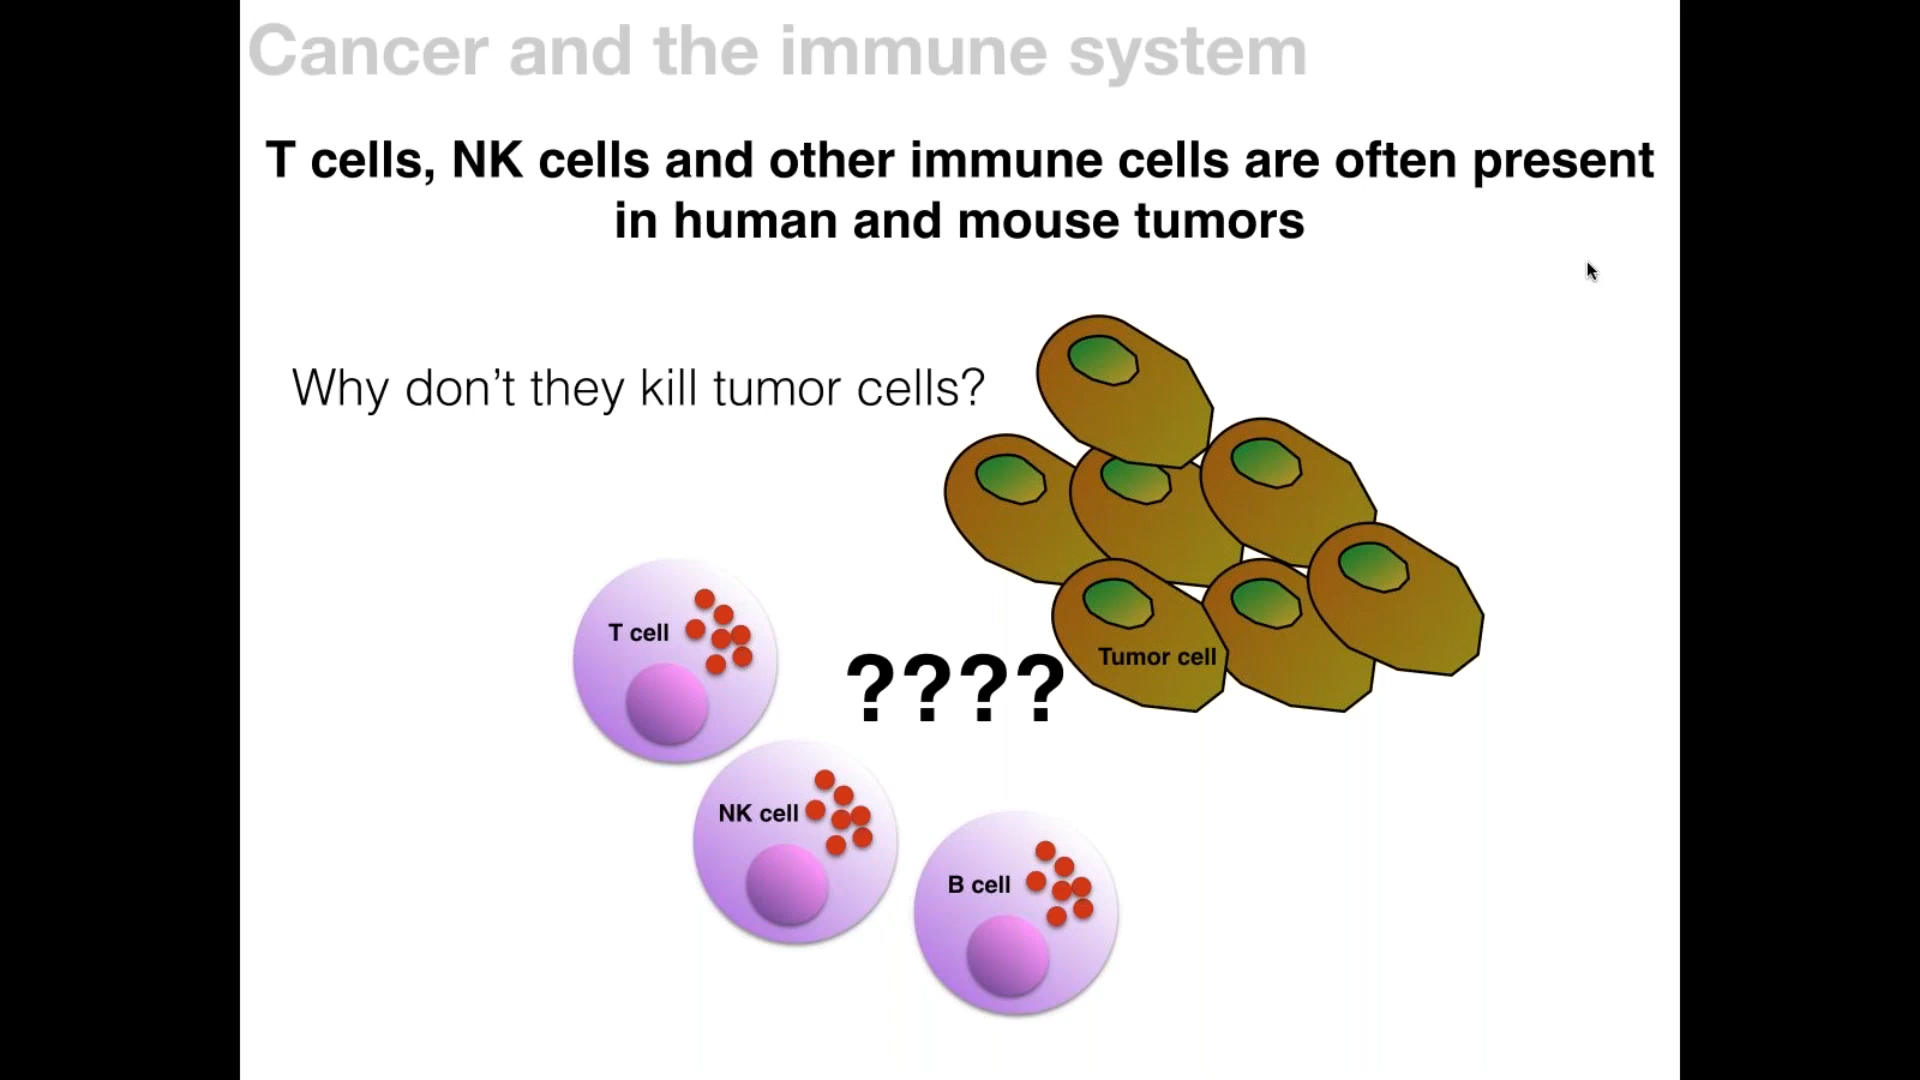 Cancer and the immune system
T cells, NK cells and other immune cells are often present
in human and mouse tumors
Why don’t they kill tumor cells?
T cell
????
Tumor cell
NK cell
B cell